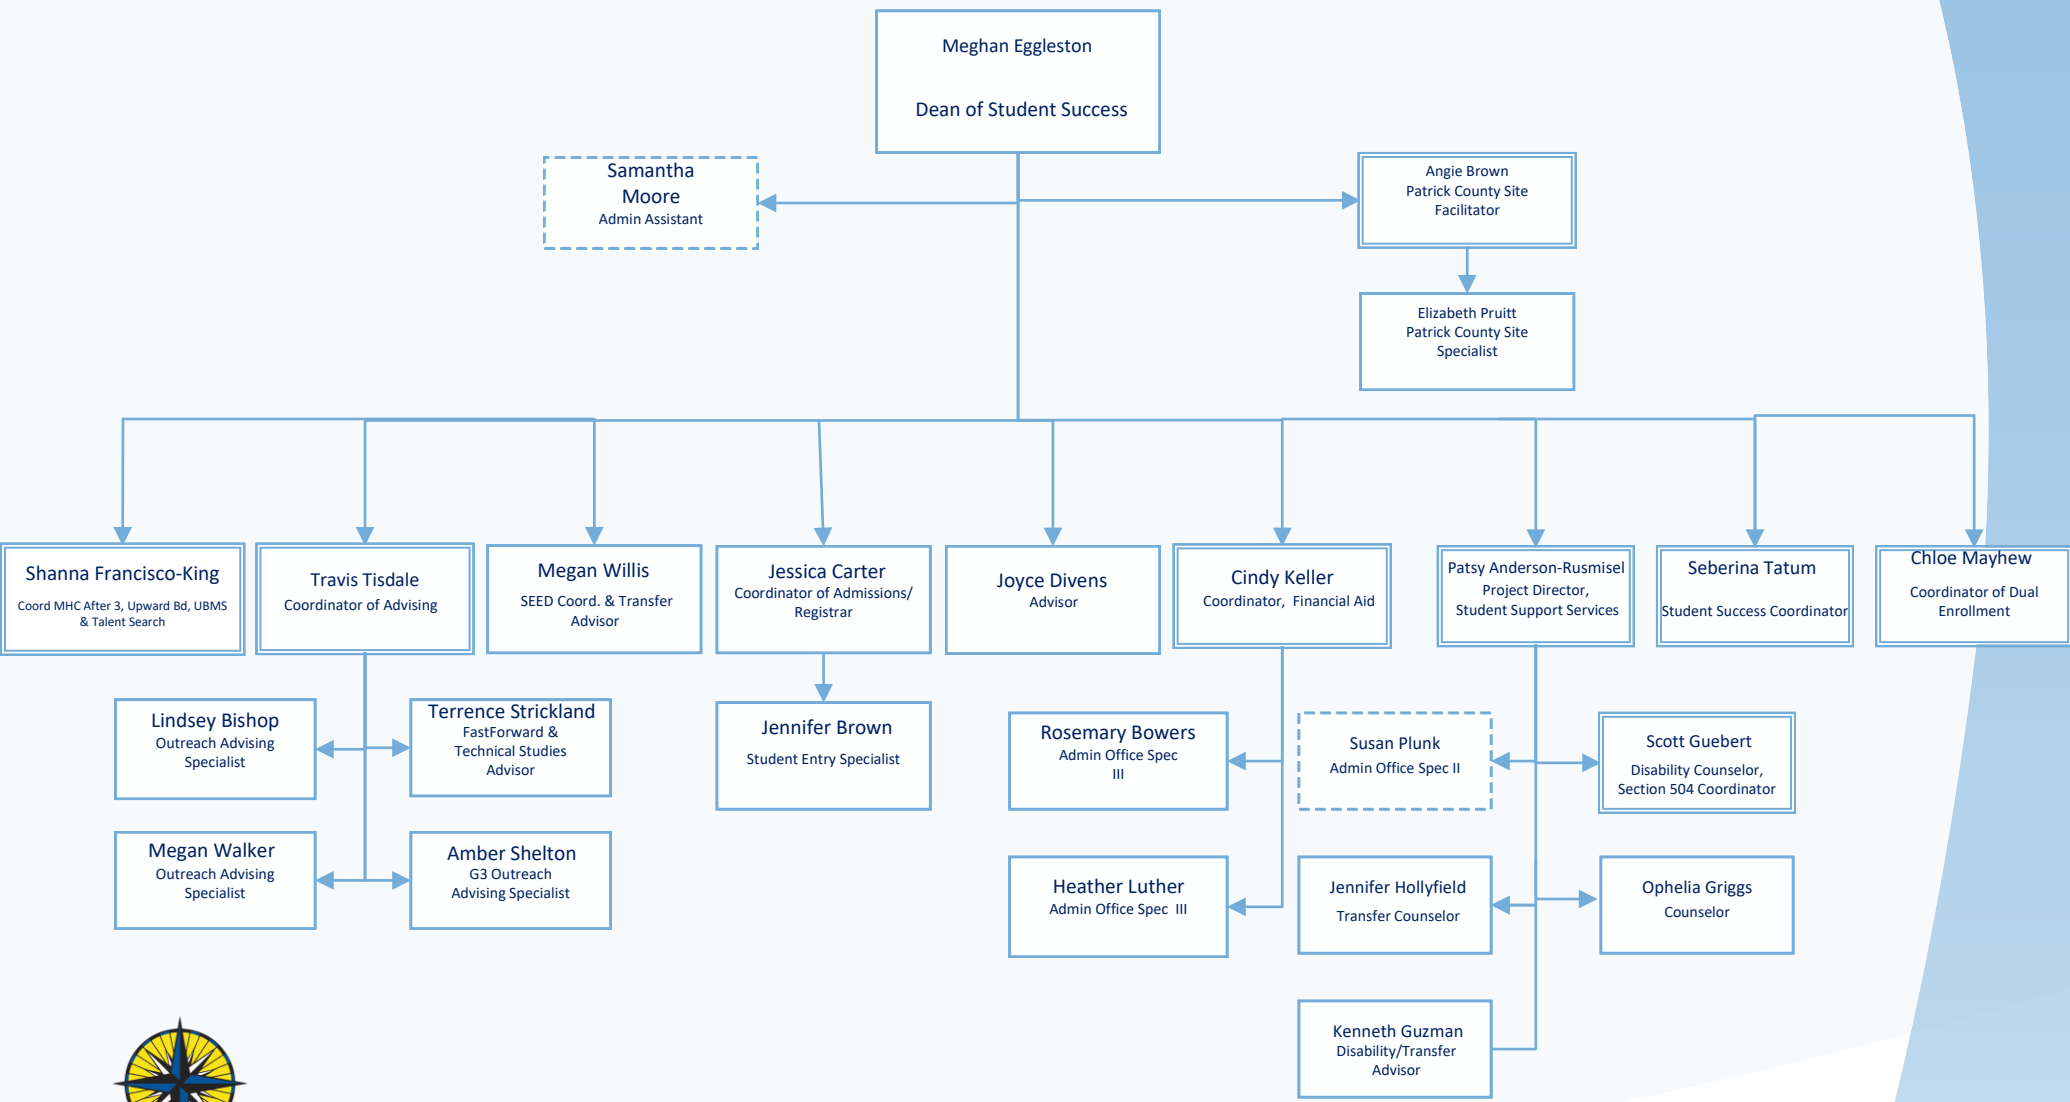 Meghan Eggleston
Dean of Student Success
Samantha
Moore
Admin Assistant
Angie Brown
Patrick County Site
Facilitator
Elizabeth Pruitt
Patrick County Site
Specialist
Shanna Francisco-King
Coord MHC After 3, Upward Bd, UBMS
& Talent Search
Travis Tisdale
Coordinator of Advising
Megan Willis
SEED Coord. & Transfer
Advisor
Jessica Carter
Coordinator of Admissions/
Registrar
Joyce Divens
Advisor
Cindy Keller
Coordinator, Financial Aid
Patsy Anderson-Rusmisel
Project Director,
Student Support Services
Seberina Tatum
Student Success Coordinator
Chloe Mayhew
Coordinator of Dual
Enrollment
Lindsey Bishop
Outreach Advising
Specialist
Terrence Strickland
FastForward &
Technical Studies
Advisor
Jennifer Brown
Student Entry Specialist
Rosemary Bowers
Admin Office Spec
III
Susan Plunk
Admin Office Spec II
Scott Guebert
Disability Counselor,
Section 504 Coordinator
Megan Walker
Outreach Advising
Specialist
Amber Shelton
G3 Outreach
Advising Specialist
Heather Luther
Admin Office Spec III
Jennifer Hollyfield
Transfer Counselor
Ophelia Griggs
Counselor
Kenneth Guzman
Disability/Transfer
Advisor